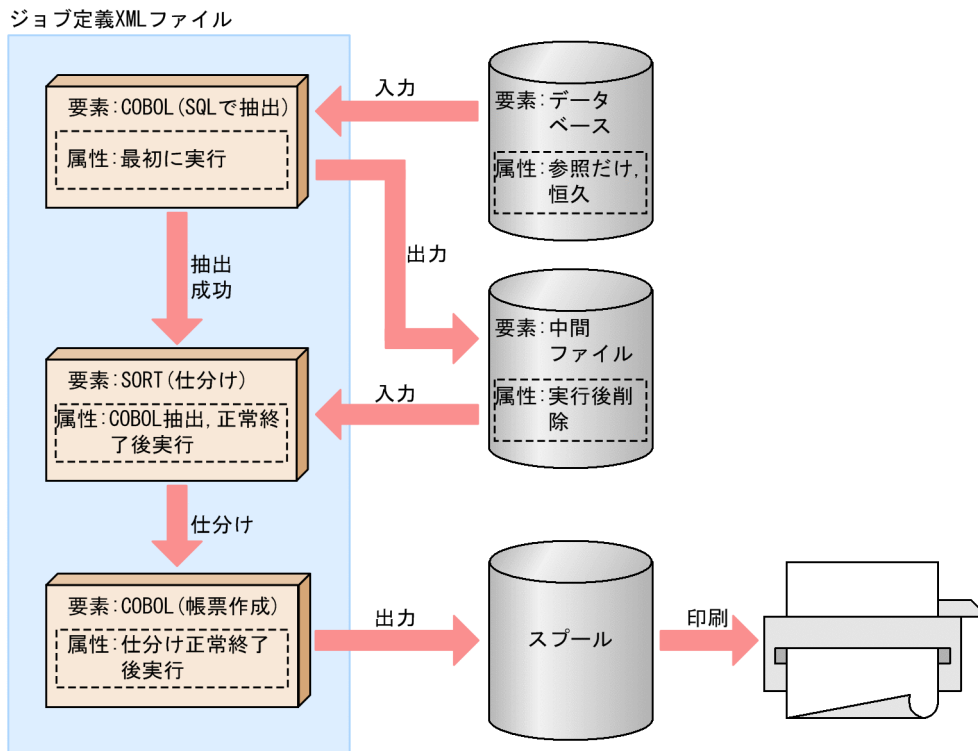 ジョブ定義XMLファイル
要素:COBOL(SQLで抽出)
属性:最初に実行
入力
要素:データ
ベース
属性:参照だけ,
恒久
出力
抽出
成功
要素:中間
ファイル
属性:実行後削
除
入力
要素:SORT(仕分け)
属性:COBOL抽出,正常終
了後実行
仕分け
要素:COBOL(帳票作成)
属性:仕分け正常終了
後実行
出力
スプール
印刷